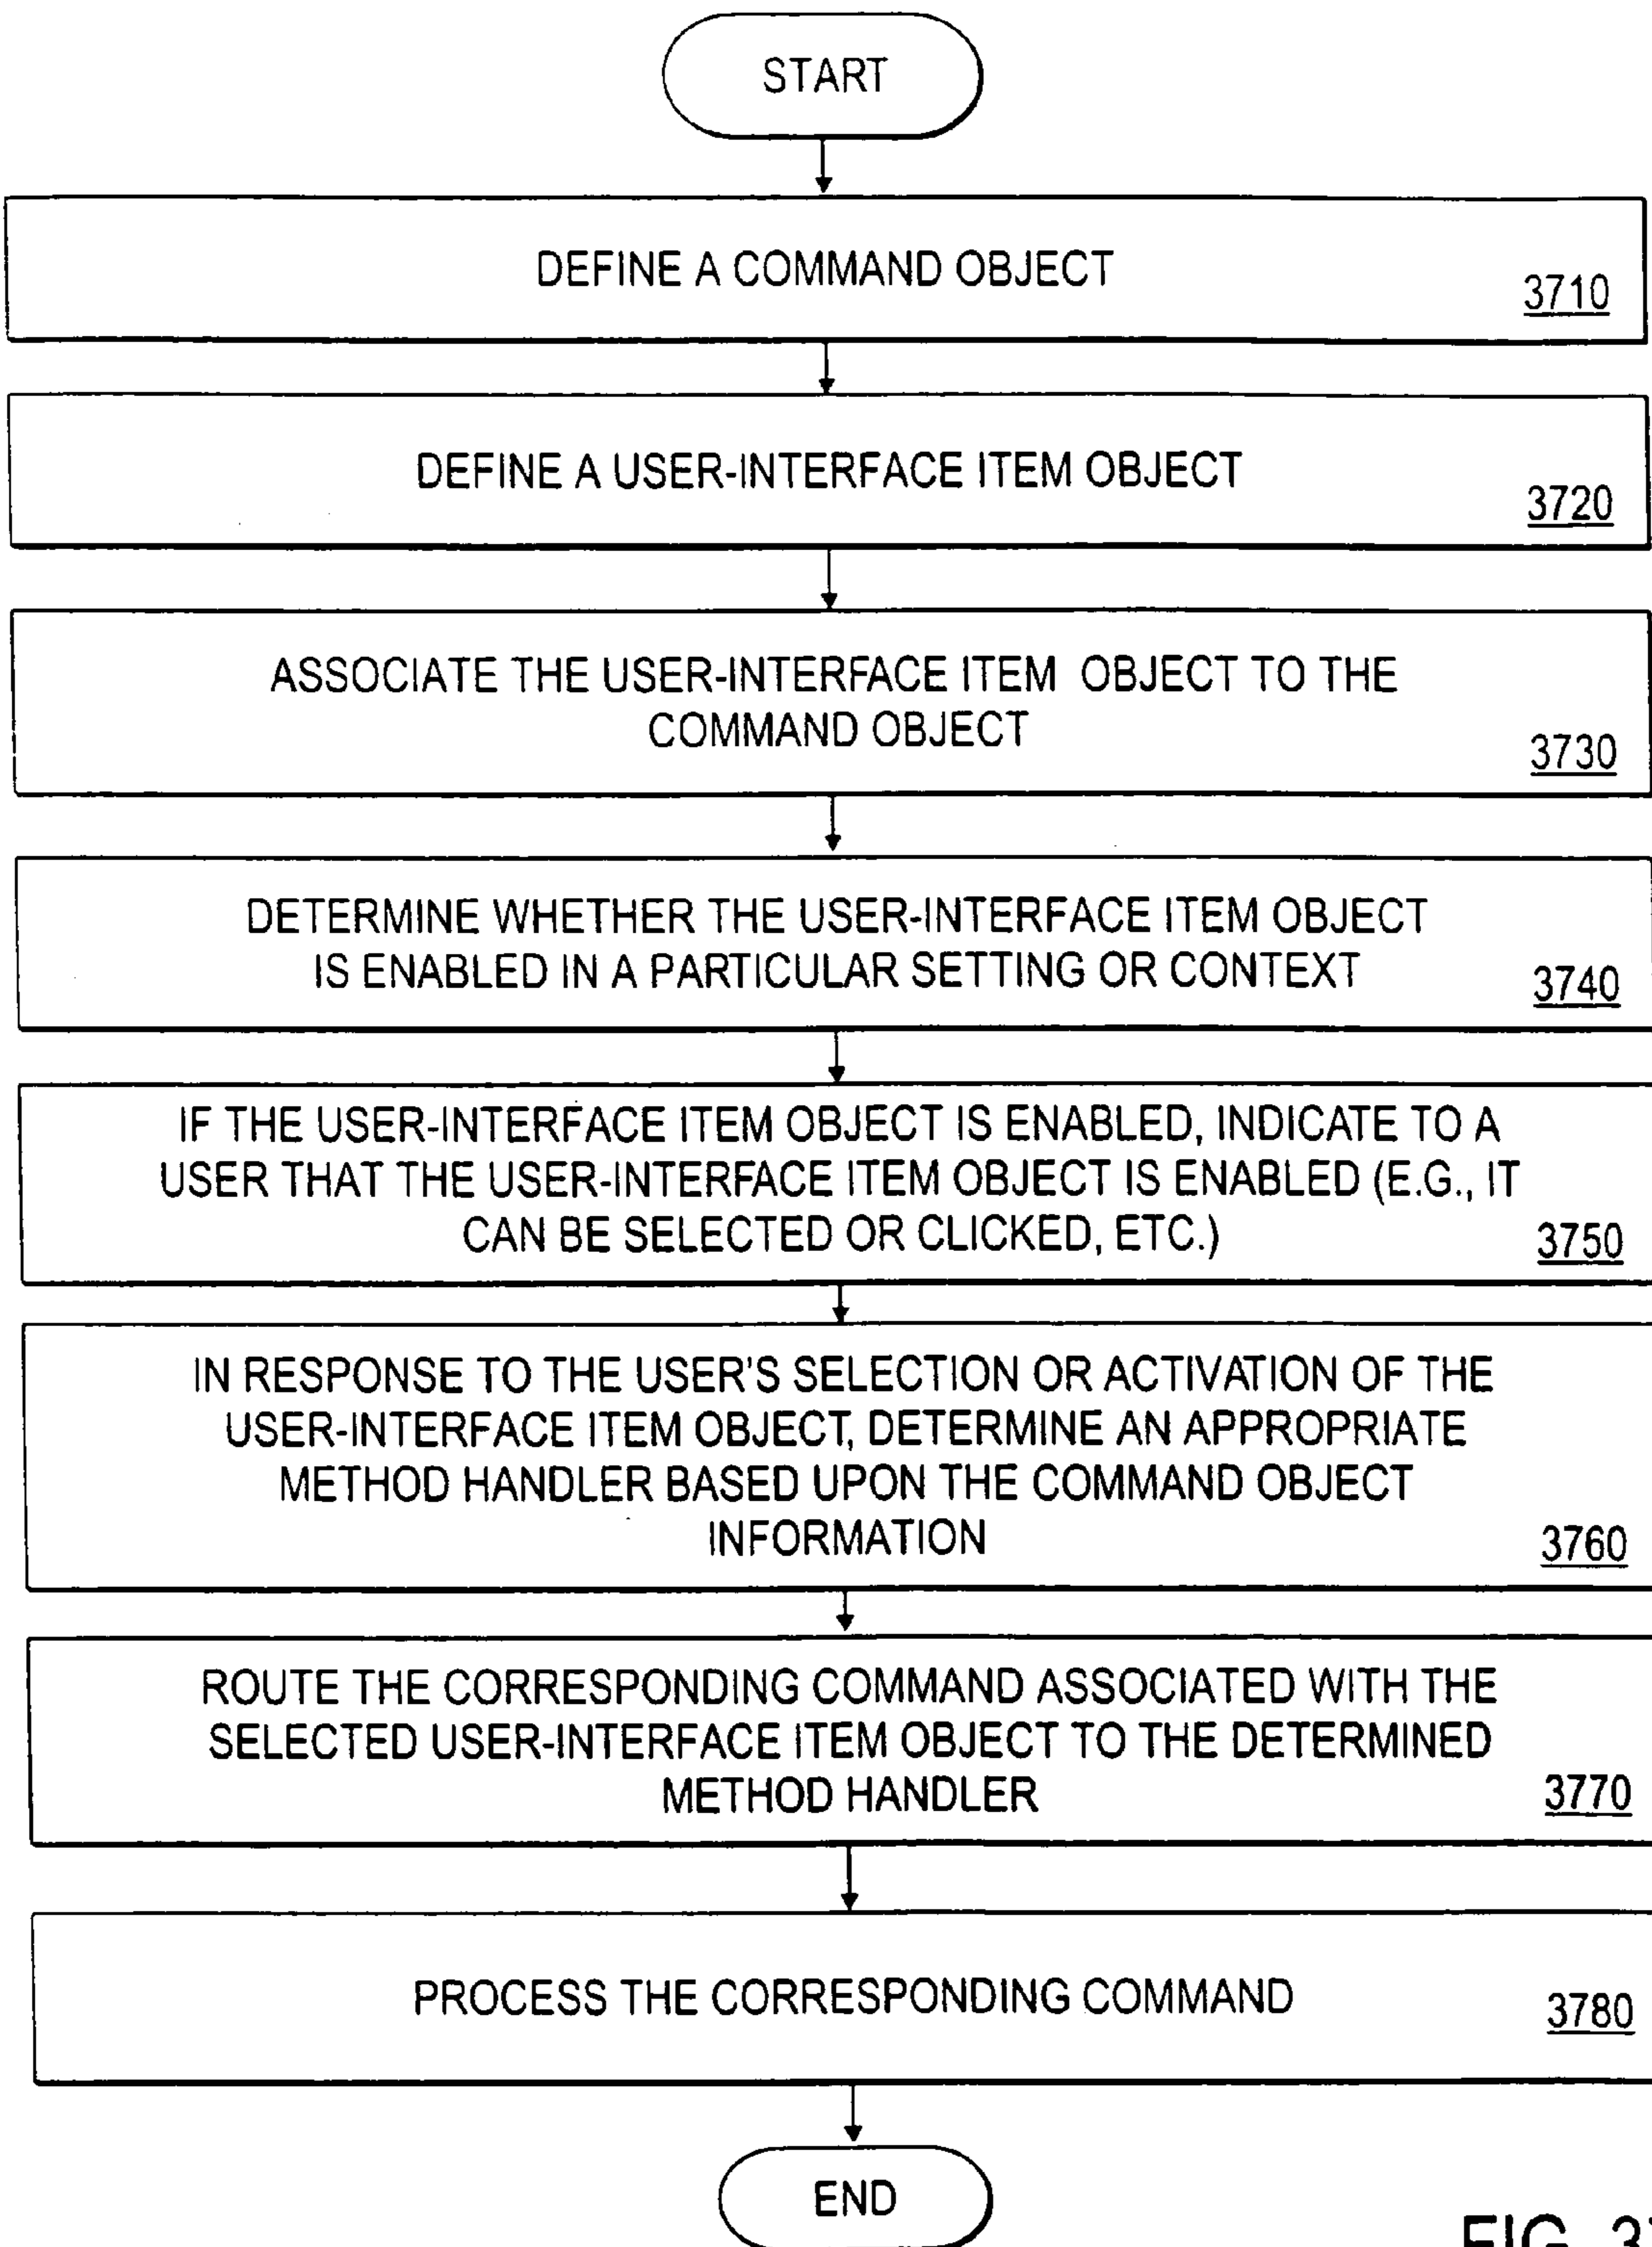 START
DEFINE A COMMAND OBJECT
3710
DEFINE A USER-INTERFACE ITEM OBJECT
3720
ASSOCIATE THE USER-INTERFACE ITEM OBJECT TO THE
COMMAND OBJECT
3730
DETERMINE WHETHER THE USER-INTERFACE ITEM OBJECT
IS ENABLED IN A PARTICULAR SETTING OR CONTEXT
3740
IF THE USER-INTERFACE ITEM OBJECT IS ENABLED, INDICATE TO A
USER THAT THE USER-INTERFACE ITEM OBJECT IS ENABLED (E.G., IT
CAN BE SELECTED OR CLICKED, ETC.)
3750
IN RESPONSE TO THE USER'S SELECTION OR ACTIVATION OF THE
USER-INTERFACE ITEM OBJECT, DETERMINE AN APPROPRIATE
METHOD HANDLER BASED UPON THE COMMAND OBJECT
INFORMATION
3760
ROUTE THE CORRESPONDING COMMAND ASSOCIATED WITH THE
SELECTED USER-INTERFACE ITEM OBJECT TO THE DETERMINED
METHOD HANDLER
3770
PROCESS THE CORRESPONDING COMMAND
3780
END
FIG. 37